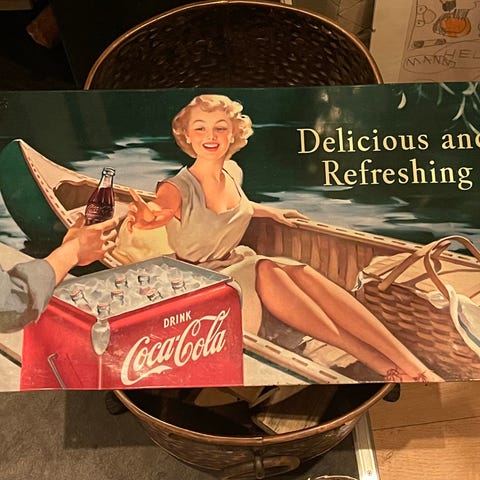 Delicious and
Refreshing
DRINK
Coca-Cola